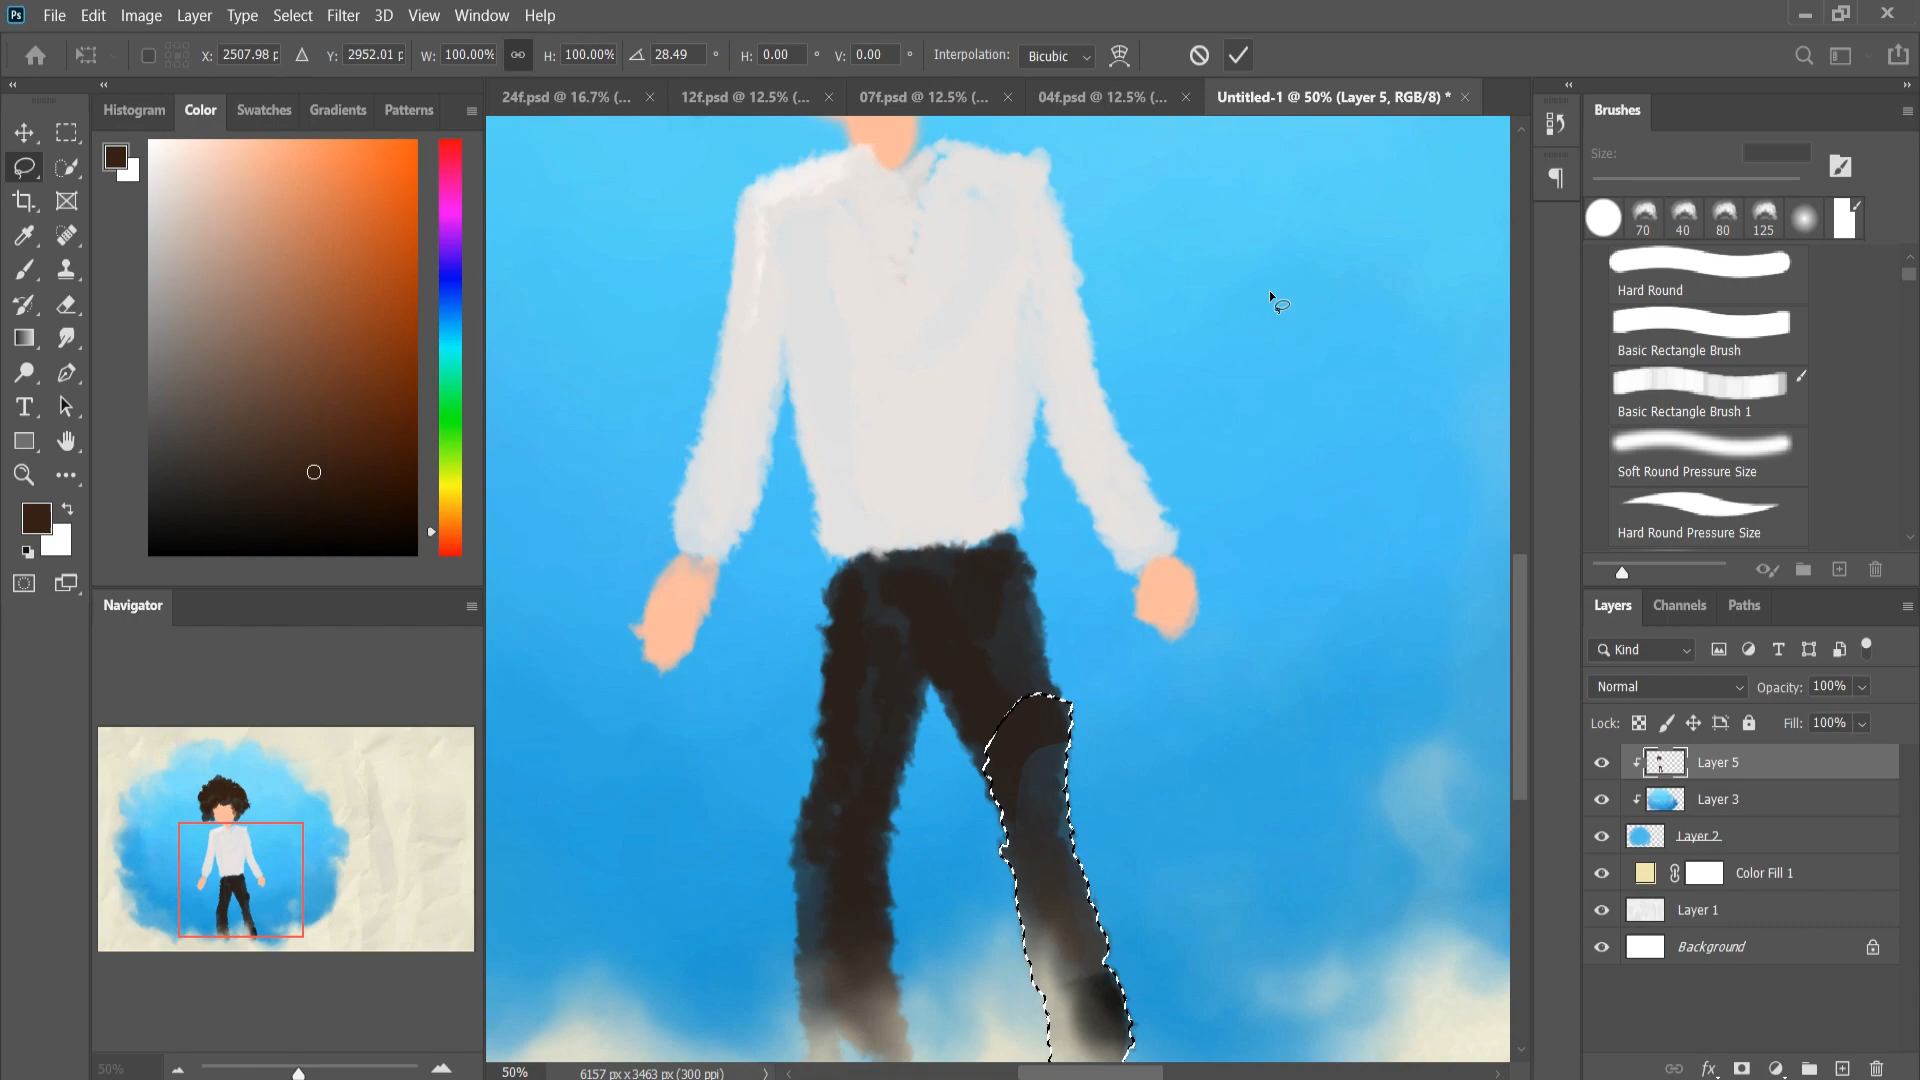 Ps File Edit Image Layer Type Select Filter 3D View Window Help
X: 2507.98 p Y: 2952.01 p W: 100.00% H: 100.00% 28.49 ° H: 0.00 ° V: 0.00 ° Interpolation: Bicubic
24f.psd @ 16.7% (... 12f.psd @ 12.5% (... 07f.psd @ 12.5% (... 04f.psd @ 12.5% (... Untitled-1 @ 50% (Layer 5, RGB/8) *
Histogram Color Swatches Gradients Patterns
Brushes
Size:
70 40 80 125
Hard Round
Basic Rectangle Brush
Basic Rectangle Brush 1
Soft Round Pressure Size
Hard Round Pressure Size
Navigator
Layers Channels Paths
Kind
Normal Opacity: 100%
Lock: Fill: 100%
Layer 5
Layer 3
Layer 2
Color Fill 1
Layer 1
Background
50%
50% 6157 px x 3463 px (300 ppi)
fx